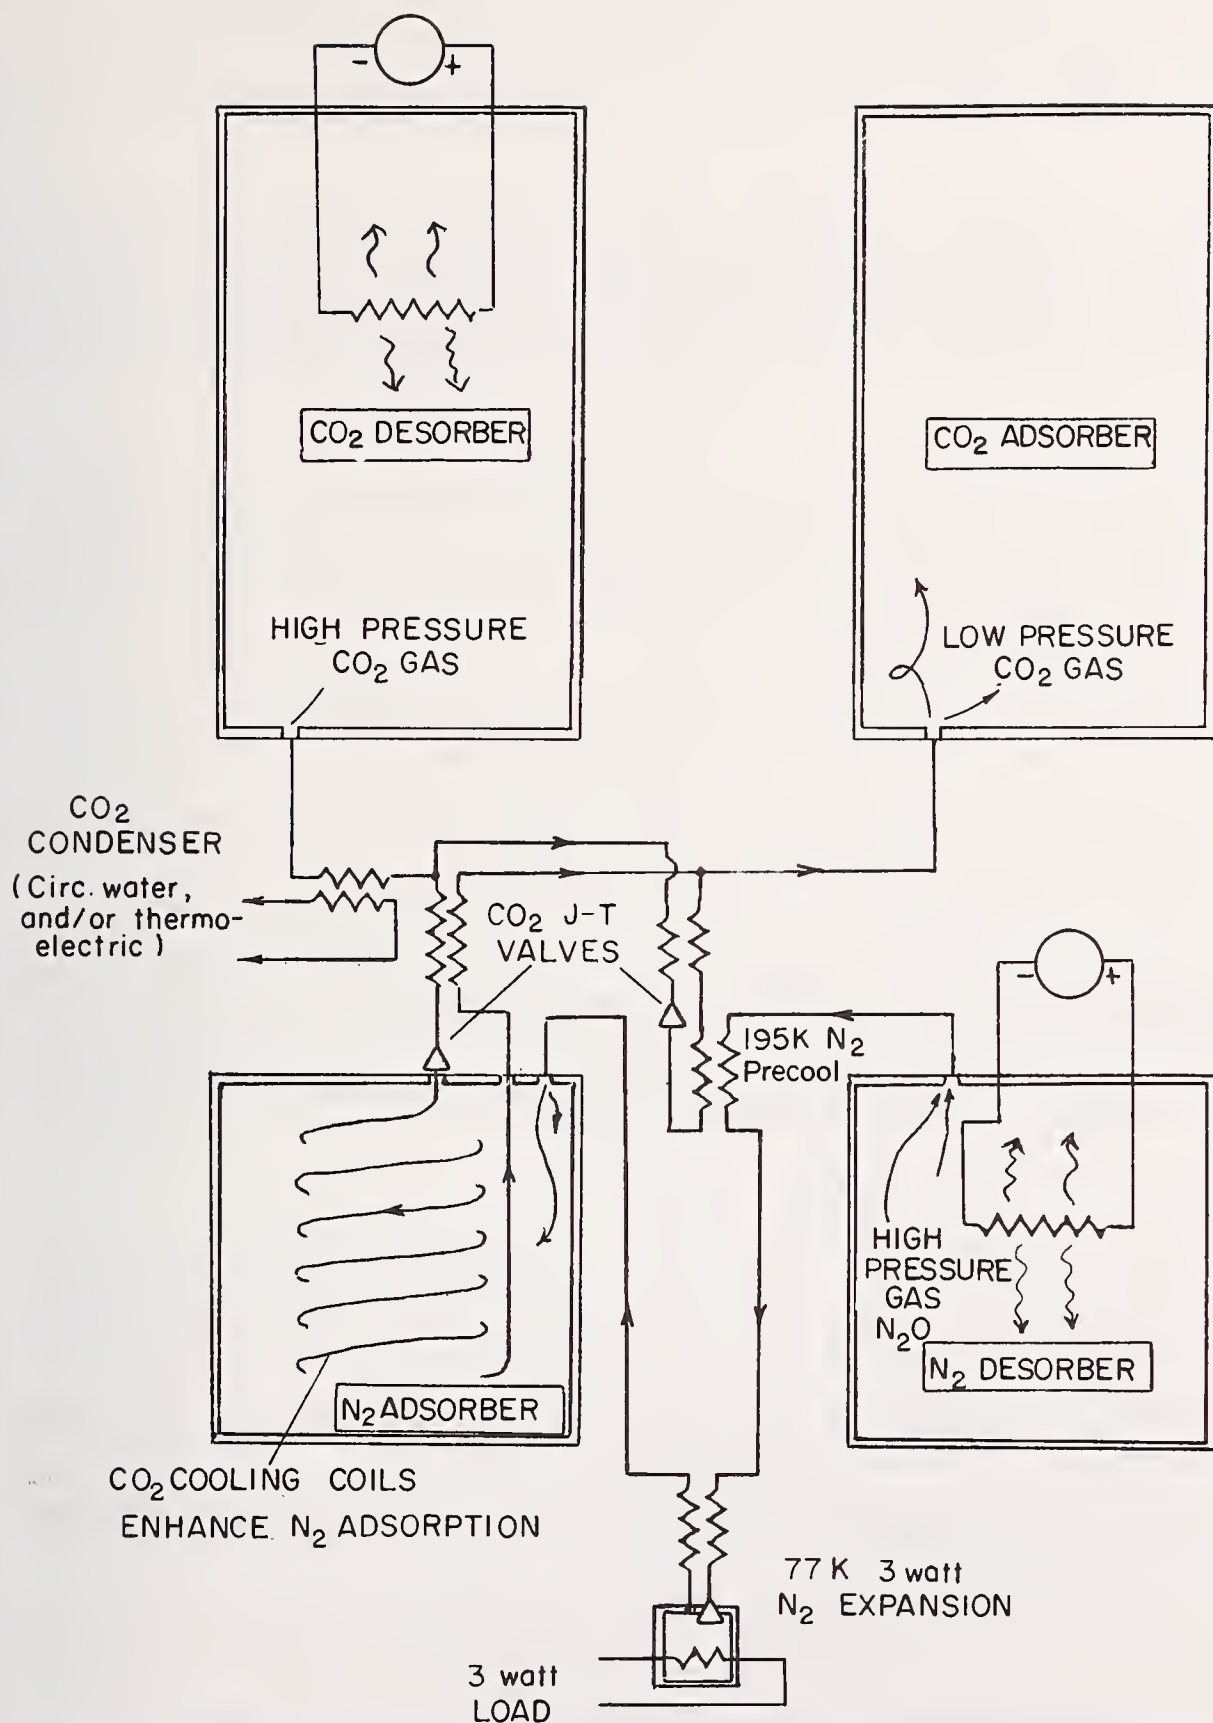 - +
CO2 DESORBER
CO2 ADSORBER
HIGH PRESSURE
CO2 GAS
LOW PRESSURE
CO2 GAS
CO2
CONDENSER
(Circ. water,
and/or thermo-
electric)
CO2 J-T
VALVES
195K N2
Precool
- +
HIGH
PRESSURE
GAS
N2O
N2 DESORBER
N2 ADSORBER
CO2 COOLING COILS
ENHANCE N2 ADSORPTION
77K 3 watt
N2 EXPANSION
3 watt
LOAD